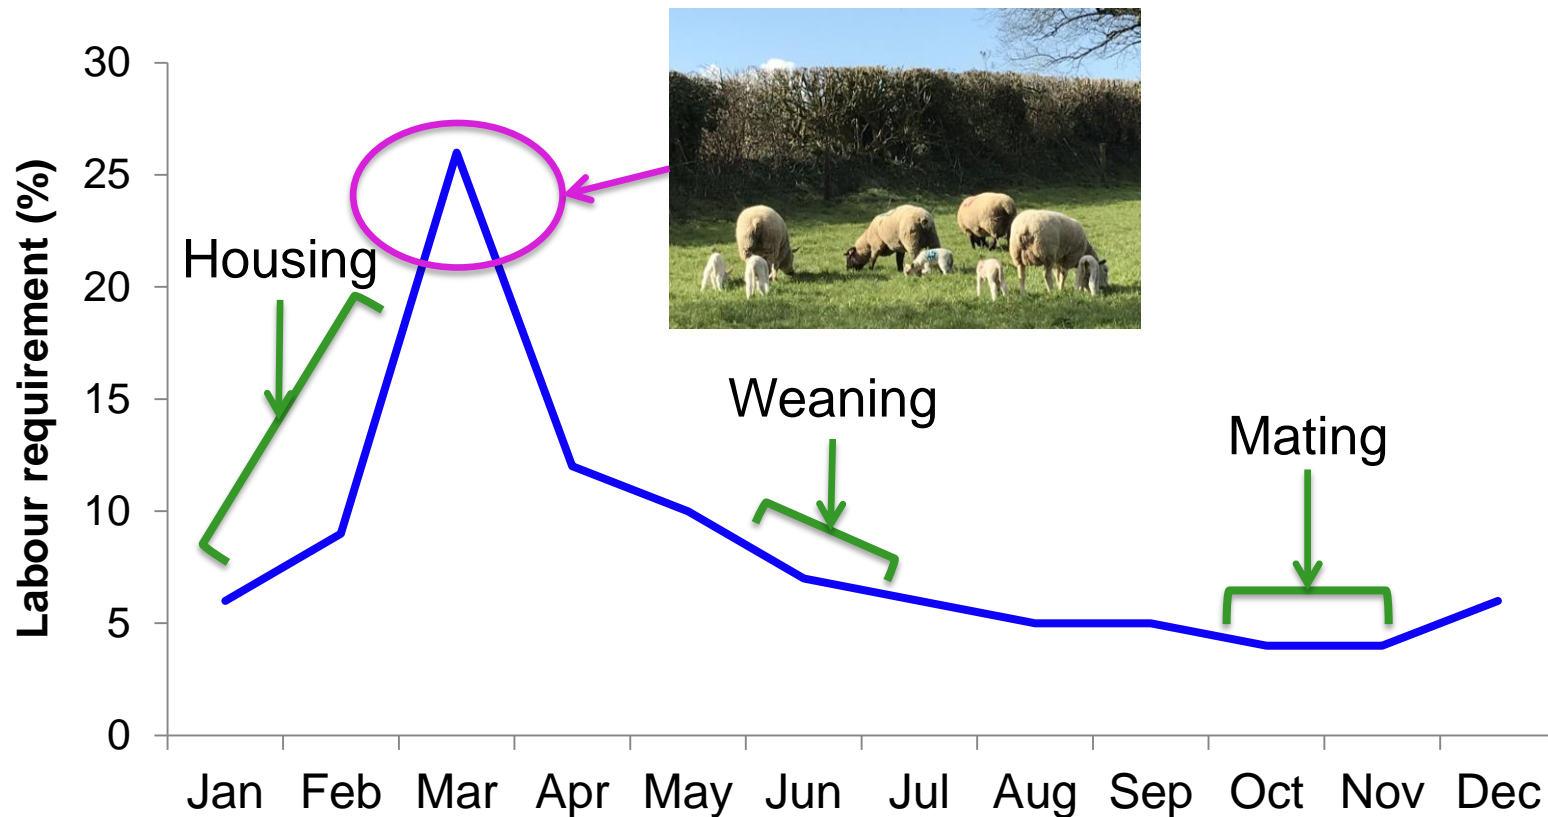 30
25
20
15
10
5
0
Labour requirement (%)
Housing
Weaning
Mating
Jan Feb Mar Apr May Jun Jul Aug Sep Oct Nov Dec